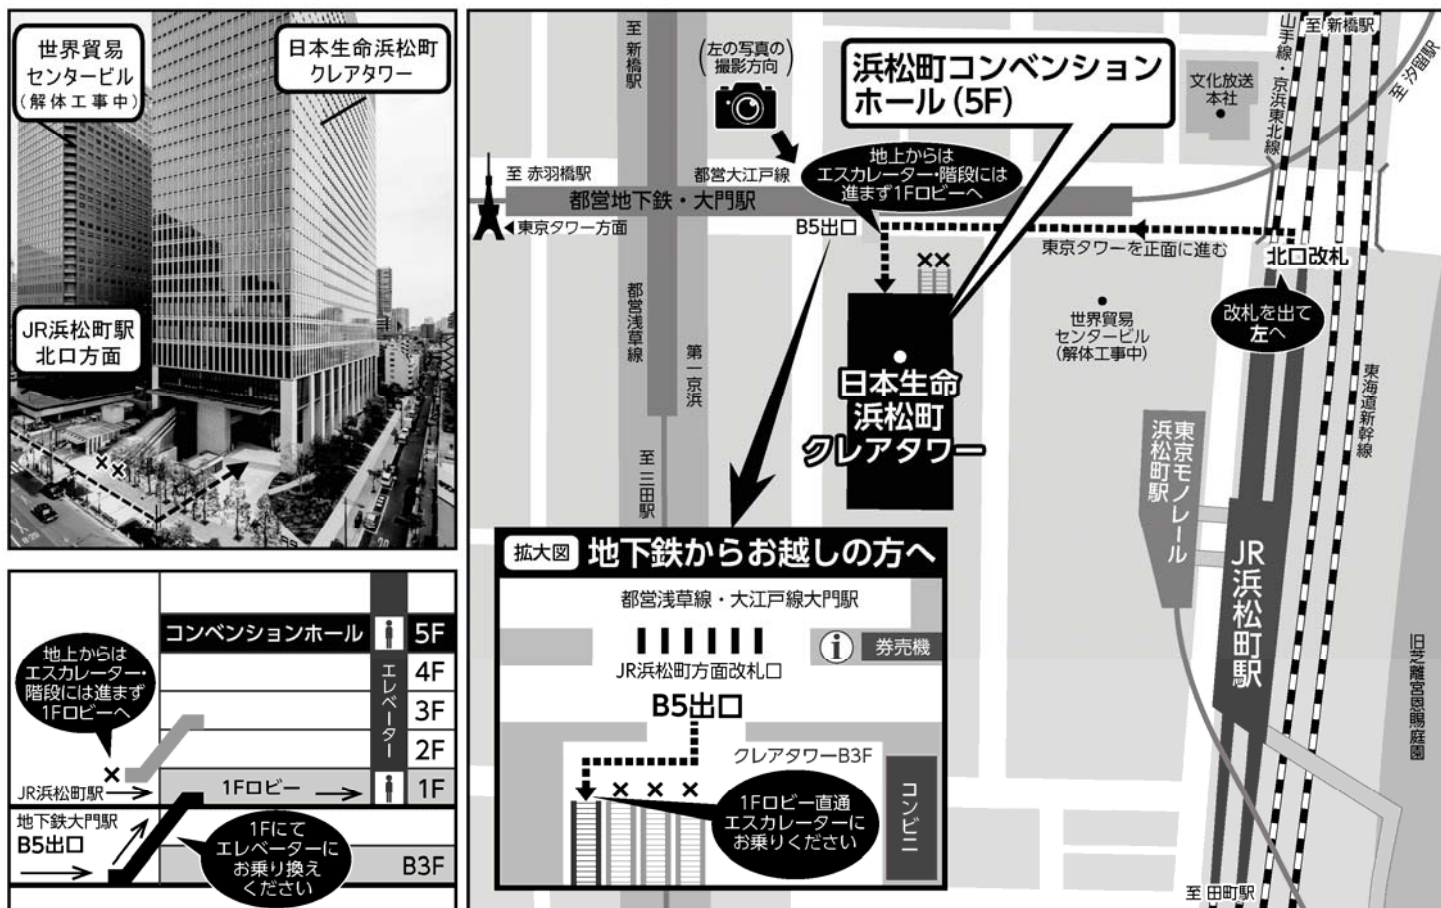 世界貿易
センタービル
(解体工事中)
日本生命浜松町
クレアタワー
JR浜松町駅
北口方面
コンベンションホール
5F
4F
3F
2F
1F
B3F
エレベーター
地上からは
エスカレーター・
階段には進まず
1Fロビーへ
JR浜松町駅
1Fロビー
地下鉄大門駅
B5出口
1Fにて
エレベーターに
お乗り換え
ください
至 新橋駅
(左の写真の
撮影方向)
浜松町コンベンション
ホール(5F)
文化放送
本社
山手線・京浜東北線
至 新橋駅
至 汐留駅
至 赤羽橋駅
都営大江戸線
都営地下鉄・大門駅
地上からは
エスカレーター・階段には
進まず1Fロビーへ
東京タワー方面
B5出口
東京タワーを正面に進む
北口改札
改札を出て
左へ
都営浅草線
第一京浜
至 三田駅
世界貿易
センタービル
(解体工事中)
日本生命
浜松町
クレアタワー
東海道新幹線
東京モノレール
浜松町駅
JR浜松町駅
旧芝離宮恩賜庭園
至 田町駅
拡大図 地下鉄からお越しの方へ
都営浅草線・大江戸線大門駅
i 券売機
JR浜松町方面改札口
B5出口
クレアタワーB3F
1Fロビー直通
エスカレーターに
お乗りください
コンビニ